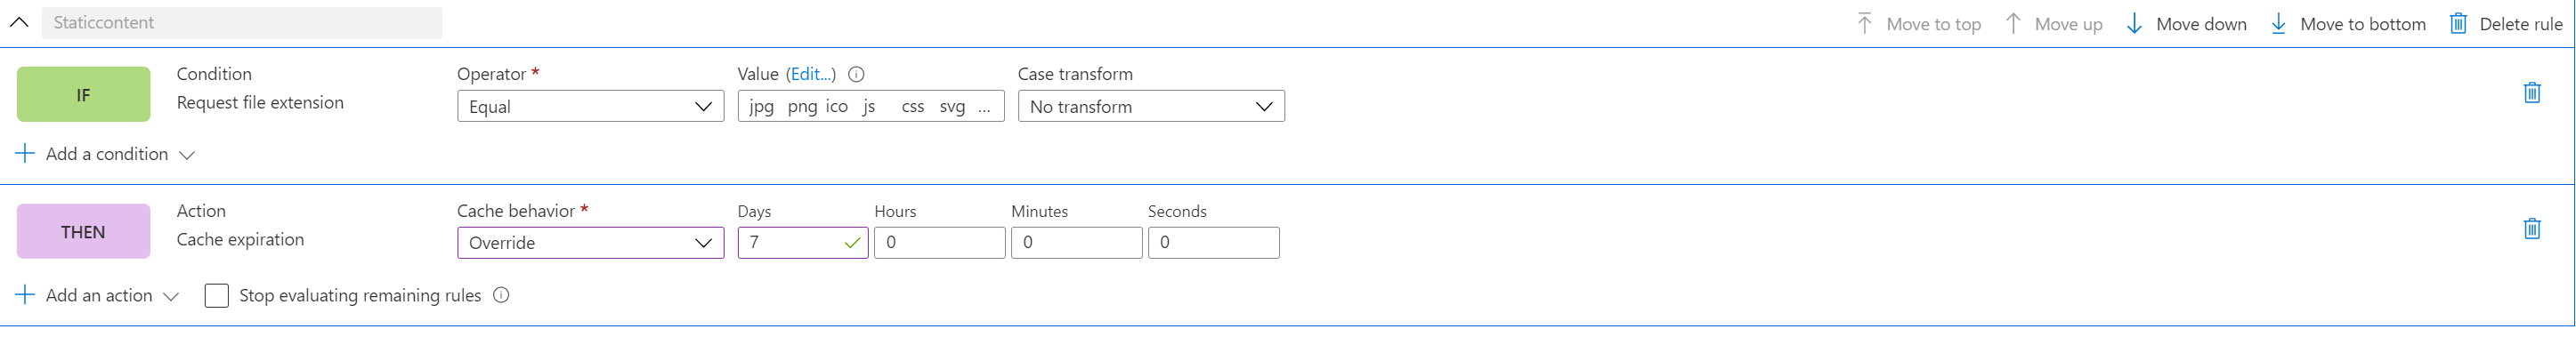 Staticcontent Move to top Move up Move down Move to bottom Delete rule
Condition Operator * Value (Edit...) Case transform
IF Request file extension Equal jpg png ico js css svg ... No transform
Add a condition
Action Cache behavior * Days Hours Minutes Seconds
THEN Cache expiration Override 7 0 0 0
Add an action Stop evaluating remaining rules